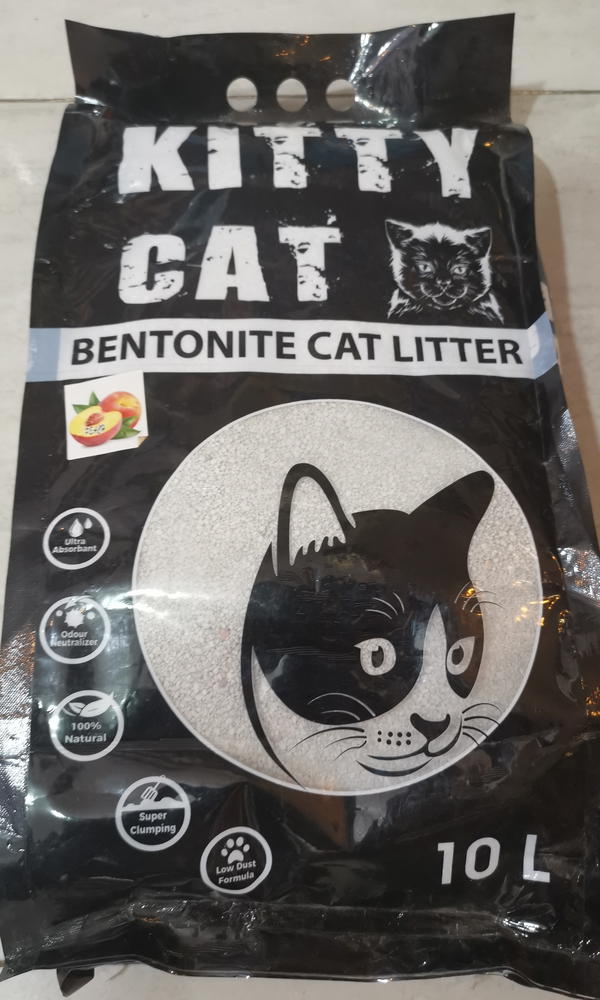 KITTY
CAT
BENTONITE CAT LITTER
Ultra
Absorbant
Odour
Neutralizer
100%
Natural
Super
Clumping
Low Dust
Formula
10 L